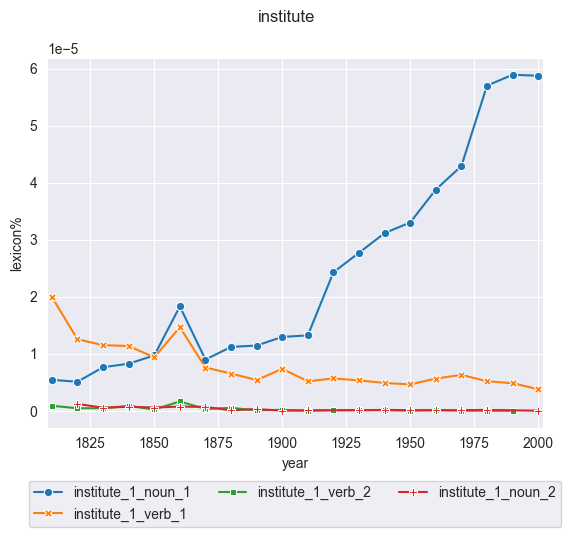 institute
1e−5
6
5
4
3
2
1
0
lexicon%
1825 1850 1875 1900 1925 1950 1975 2000
year
institute_1_noun_1 institute_1_verb_2 institute_1_noun_2
institute_1_verb_1